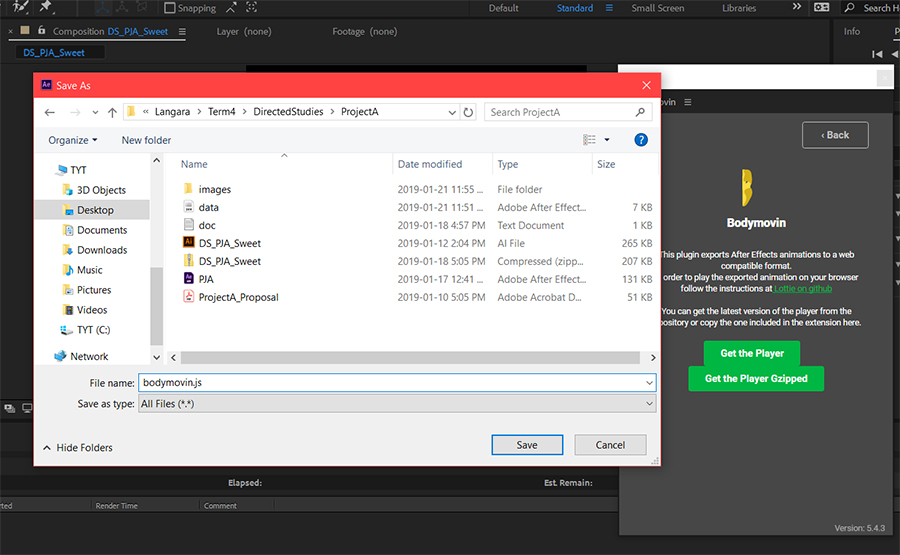 Snapping
Default
Standard
Small Screen
Libraries
Search H
Composition DS_PJA_Sweet
Layer (none)
Footage (none)
Info
P
DS_PJA_Sweet
Ae Save As
« Langara > Term4 > DirectedStudies > ProjectA
Search ProjectA
Organize
New folder
?
TYT
3D Objects
Desktop
Documents
Downloads
Music
Pictures
Videos
TYT (C:)
Network
Name Date modified Type Size
images 2019-01-21 11:55 ... File folder
data 2019-01-21 11:51 ... Adobe After Effect... 7 KB
doc 2019-01-18 4:57 PM Text Document 1 KB
Ai DS_PJA_Sweet 2019-01-12 2:04 PM AI File 265 KB
DS_PJA_Sweet 2019-01-18 5:05 PM Compressed (zipp... 207 KB
Ae PJA 2019-01-17 12:41 ... Adobe After Effect... 131 KB
ProjectA_Proposal 2019-01-10 5:05 PM Adobe Acrobat D... 51 KB
File name: bodymovin.js
Save as type: All Files (*.*)
Hide Folders
Save
Cancel
ovin
‹ Back
Bodymovin
This plugin exports After Effects animations to a web
compatible format.
order to play the exported animation on your browser
follow the instructions at Lottie on github
You can get the latest version of the player from the
pository or copy the one included in the extension here.
Get the Player
Get the Player Gzipped
Version: 5.4.3
Elapsed:
Est. Remain:
rted
Render Time
Comment